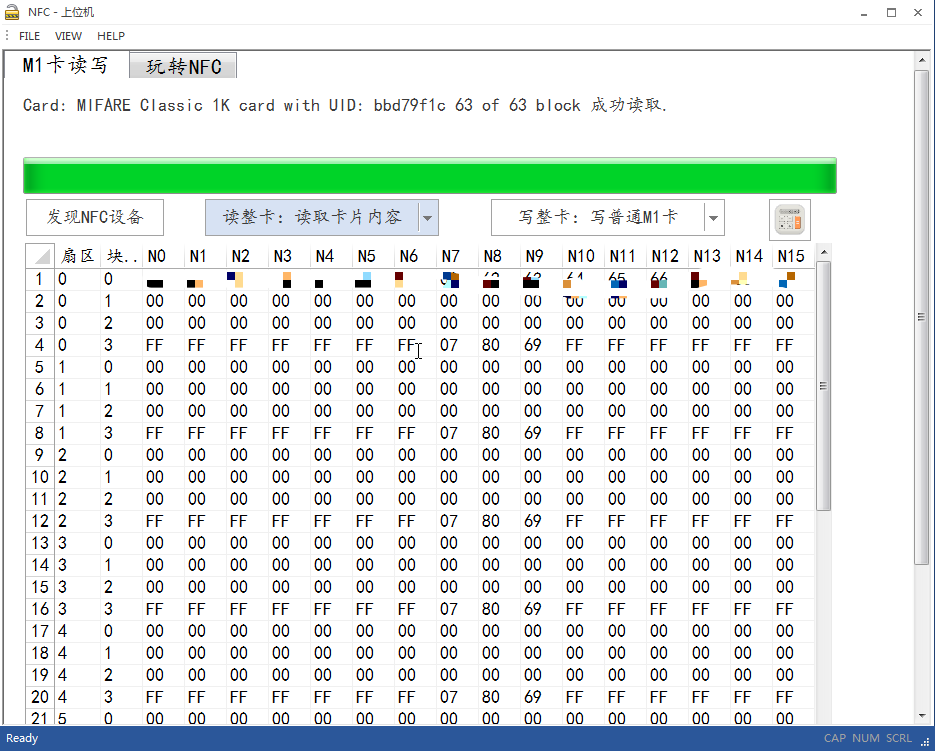 NFC - 上位机
FILE VIEW HELP
M1卡读写 玩转NFC
Card: MIFARE Classic 1K card with UID: bbd79f1c 63 of 63 block 成功读取.
发现NFC设备 读整卡: 读取卡片内容 写整卡: 写普通M1卡
扇区 块.. N0 N1 N2 N3 N4 N5 N6 N7 N8 N9 N10 N11 N12 N13 N14 N15
1 0 0 65 66
2 0 1 00 00 00 00 00 00 00 00 00 00 00 00 00 00 00 00
3 0 2 00 00 00 00 00 00 00 00 00 00 00 00 00 00 00 00
4 0 3 FF FF FF FF FF FF FF 07 80 69 FF FF FF FF FF FF
5 1 0 00 00 00 00 00 00 00 00 00 00 00 00 00 00 00 00
6 1 1 00 00 00 00 00 00 00 00 00 00 00 00 00 00 00 00
7 1 2 00 00 00 00 00 00 00 00 00 00 00 00 00 00 00 00
8 1 3 FF FF FF FF FF FF FF 07 80 69 FF FF FF FF FF FF
9 2 0 00 00 00 00 00 00 00 00 00 00 00 00 00 00 00 00
10 2 1 00 00 00 00 00 00 00 00 00 00 00 00 00 00 00 00
11 2 2 00 00 00 00 00 00 00 00 00 00 00 00 00 00 00 00
12 2 3 FF FF FF FF FF FF FF 07 80 69 FF FF FF FF FF FF
13 3 0 00 00 00 00 00 00 00 00 00 00 00 00 00 00 00 00
14 3 1 00 00 00 00 00 00 00 00 00 00 00 00 00 00 00 00
15 3 2 00 00 00 00 00 00 00 00 00 00 00 00 00 00 00 00
16 3 3 FF FF FF FF FF FF FF 07 80 69 FF FF FF FF FF FF
17 4 0 00 00 00 00 00 00 00 00 00 00 00 00 00 00 00 00
18 4 1 00 00 00 00 00 00 00 00 00 00 00 00 00 00 00 00
19 4 2 00 00 00 00 00 00 00 00 00 00 00 00 00 00 00 00
20 4 3 FF FF FF FF FF FF FF 07 80 69 FF FF FF FF FF FF
21 5 0 00 00 00 00 00 00 00 00 00 00 00 00 00 00 00 00
Ready CAP NUM SCRL